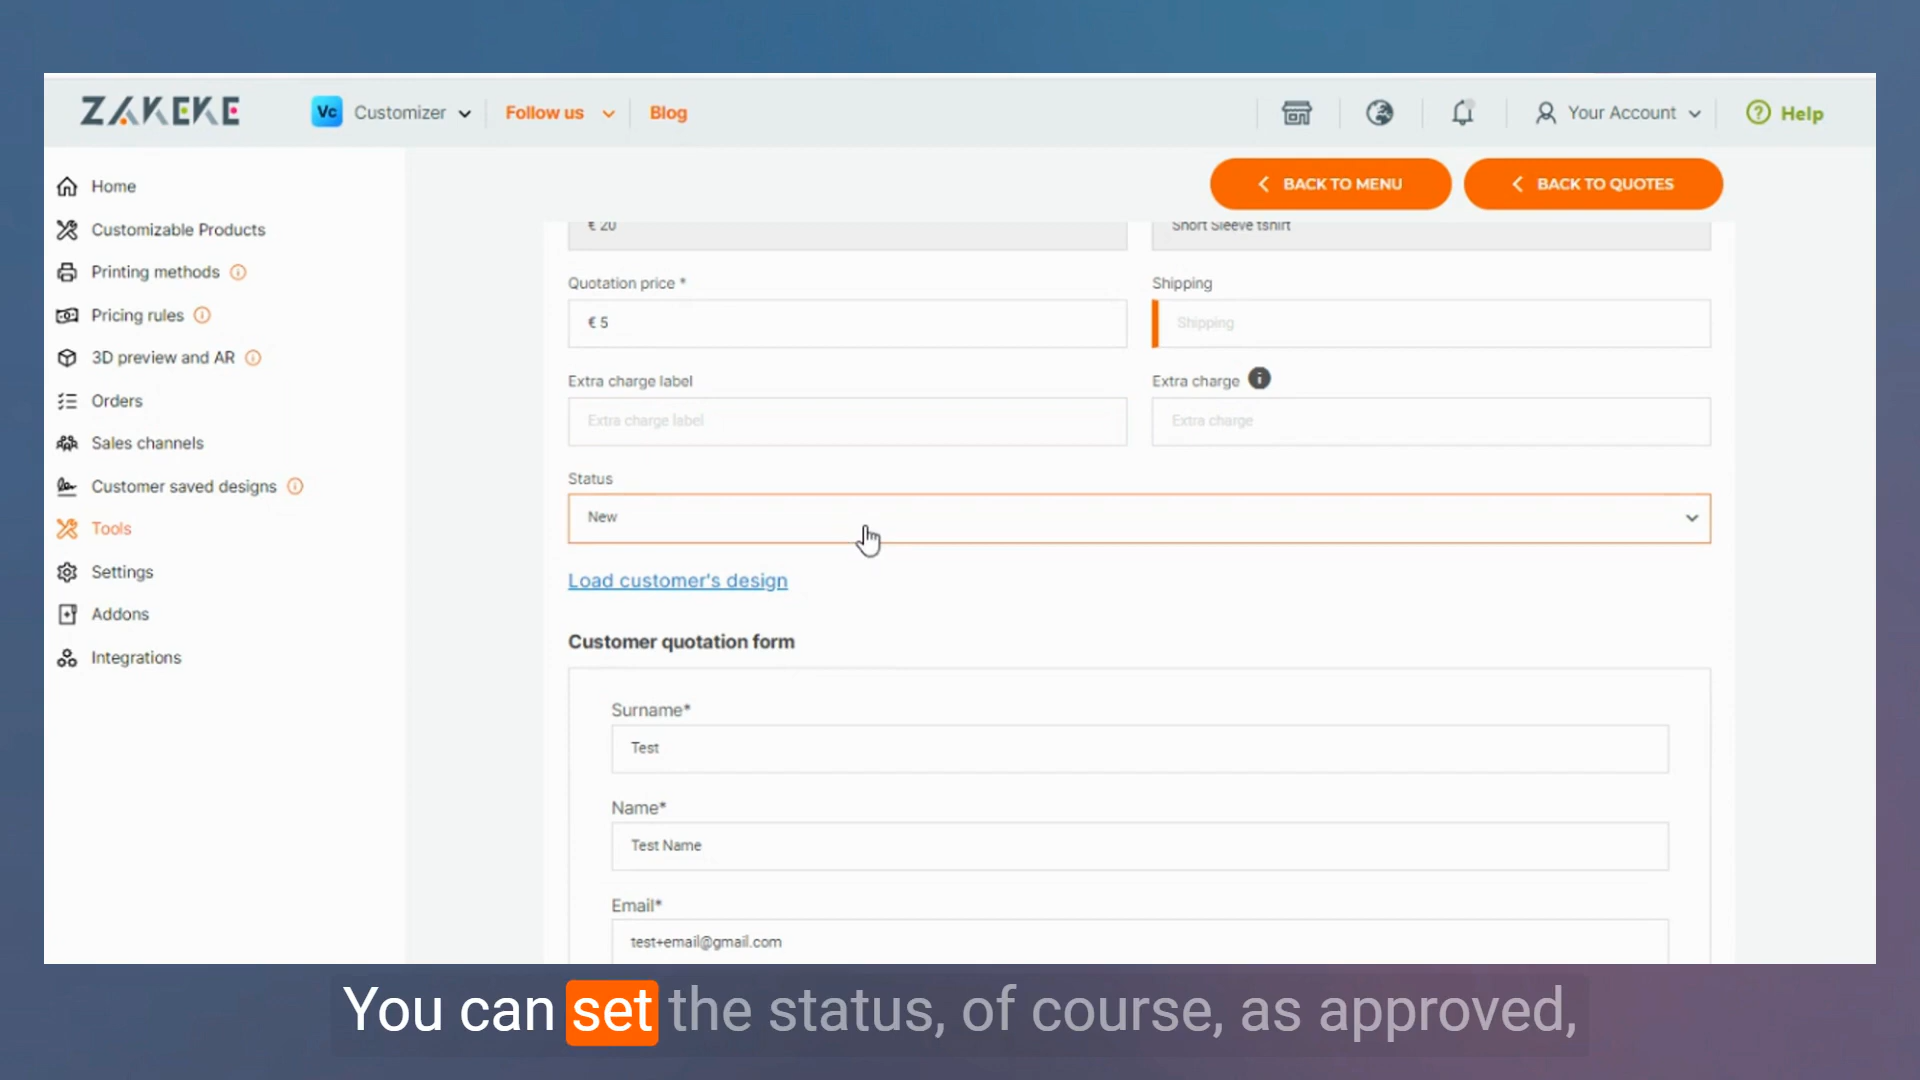 ZAKEKE
Vc Customizer
Follow us
Blog
Your Account
Help
BACK TO MENU
BACK TO QUOTES
Home
Customizable Products
Printing methods
Pricing rules
3D preview and AR
Orders
Sales channels
Customer saved designs
Tools
Settings
Addons
Integrations
€ 20
Short Sleeve tshirt
Quotation price *
Shipping
€ 5
Shipping
Extra charge label
Extra charge
Extra charge label
Extra charge
Status
New
Load customer's design
Customer quotation form
Surname*
Test
Name*
Test Name
Email*
test+email@gmail.com
You can set the status, of course, as approved,